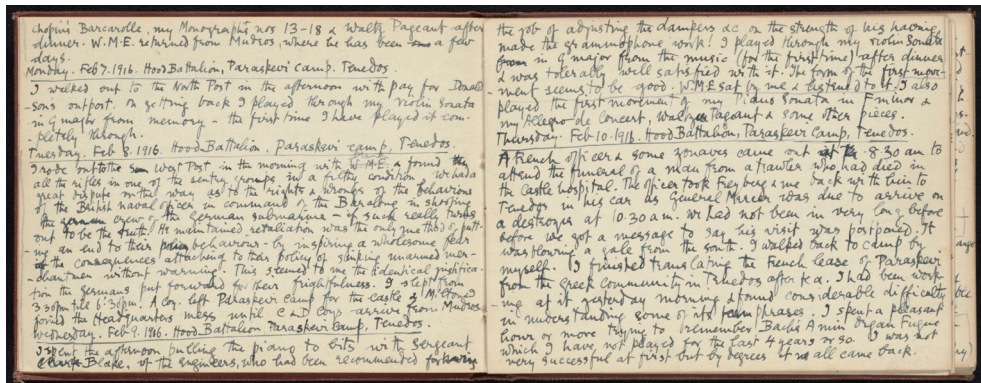 Chopin's Barcarolle, my Monographs nos 13-18 & Waltz Pageant after
dinner. W.M.E. returned from Mudros, where he has been a few
days.
Monday. Feb 7. 1916. Hood Battalion, Paraskevi Camp. Tenedos.
I walked out to the North Post in the afternoon with pay for Donald
-sons outpost. On getting back I played through my violin sonata
in G major from memory - the first time I have played it com-
pletely through.
Tuesday. Feb 8. 1916. Hood Battalion. Paraskevi camp, Tenedos.
I rode out to the West Post in the morning with W.M.E. & found
all the rifles in one of the sentry groups in a filthy condition. We had a
great dispute on the way as to the rights & wrongs of the behaviour
of the British naval officer in command of the Baralong in shooting
the crew of the German submarine - if such really turns
out to be the truth. He maintained retaliation was the only method of putt-
-ing an end to their behaviour - by inspiring a wholesome fear
of the consequences attaching to their policy of sinking unarmed mer-
chantmen without warning. This seemed to me the identical justifica-
tion the Germans put forward for their frightfulness. I slept from
3.30pm till 6.30pm. A Coy. left Paraskevi Camp for the castle &
joined the Headquarters mess until C & D Coys arrive from Mudros
Wednesday. Feb 9. 1916. Hood Battalion Paraskevi Camp, Tenedos.
I spent the afternoon pulling the piano to bits with Sergeant
Blake, of the Engineers, who had been recommended for
the job of adjusting the dampers &c on the strength of his having
made the gramophone work! I played through my violin Sonata
in G major from the music (for the first time) after dinner
& was tolerably well satisfied with it. The form of the first move-
ment seems to be good. W.M.E sat by me & listened to it. I also
played the first movement of my Piano Sonata in F minor &
my Allegro de Concert, Waltz Pageant & some other pieces.
Thursday. Feb 10. 1916. Hood Battalion, Paraskevi Camp, Tenedos.
A French officer & some zouaves came out at 8.30 am to
attend the funeral of a man from a trawler who had died in
the Castle hospital. The officer took Freyberg & me back with him to
Tenedos in his car as General Mercer was due to arrive on
a destroyer at 10.30 a.m. We had not been in very long before
before we got a message to say his visit was postponed. It
was blowing a gale from the south. I walked back to camp by
myself. I finished translating the French lease of Paraskevi
from the Greek community in Tenedos after tea. I had been work-
-ing at it yesterday morning & found considerable difficulty
in understanding some of its phrases. I spent a pleasant
hour or more trying to remember Bach's A min Organ Fugue
which I have not played for the last 4 years or so. I was not
very successful at first but by degrees it all came back.